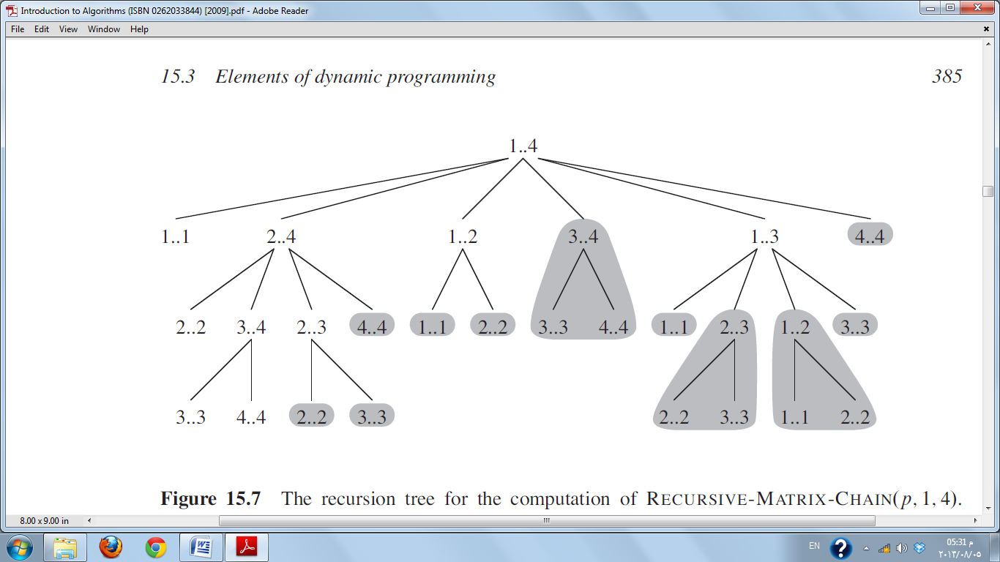 Introduction to Algorithms (ISBN 0262033844) [2009].pdf - Adobe Reader
File Edit View Window Help
15.3 Elements of dynamic programming 385
1..4
1..1 2..4 1..2 3..4 1..3 4..4
2..2 3..4 2..3 4..4 1..1 2..2 3..3 4..4 1..1 2..3 1..2 3..3
3..3 4..4 2..2 3..3 2..2 3..3 1..1 2..2
Figure 15.7 The recursion tree for the computation of RECURSIVE-MATRIX-CHAIN(p, 1, 4).
8.00 x 9.00 in
EN
05:31 م
٢٠١٣/٠٨/٠٥